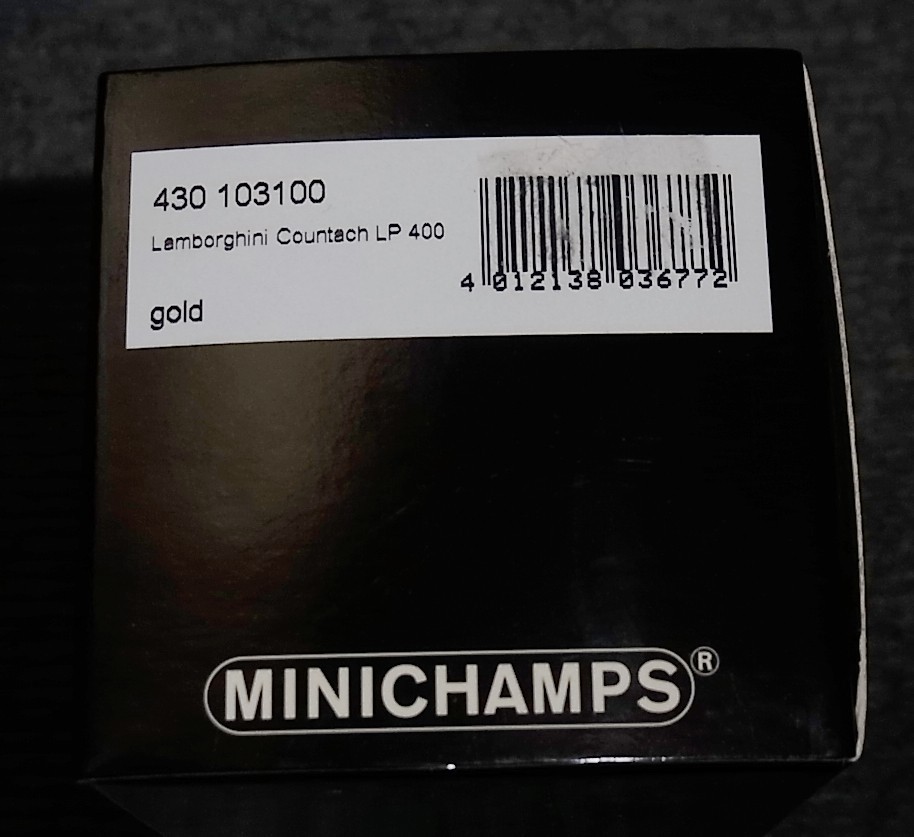 430 103100
Lamborghini Countach LP 400
gold
4 012138 036772
MINICHAMPS®